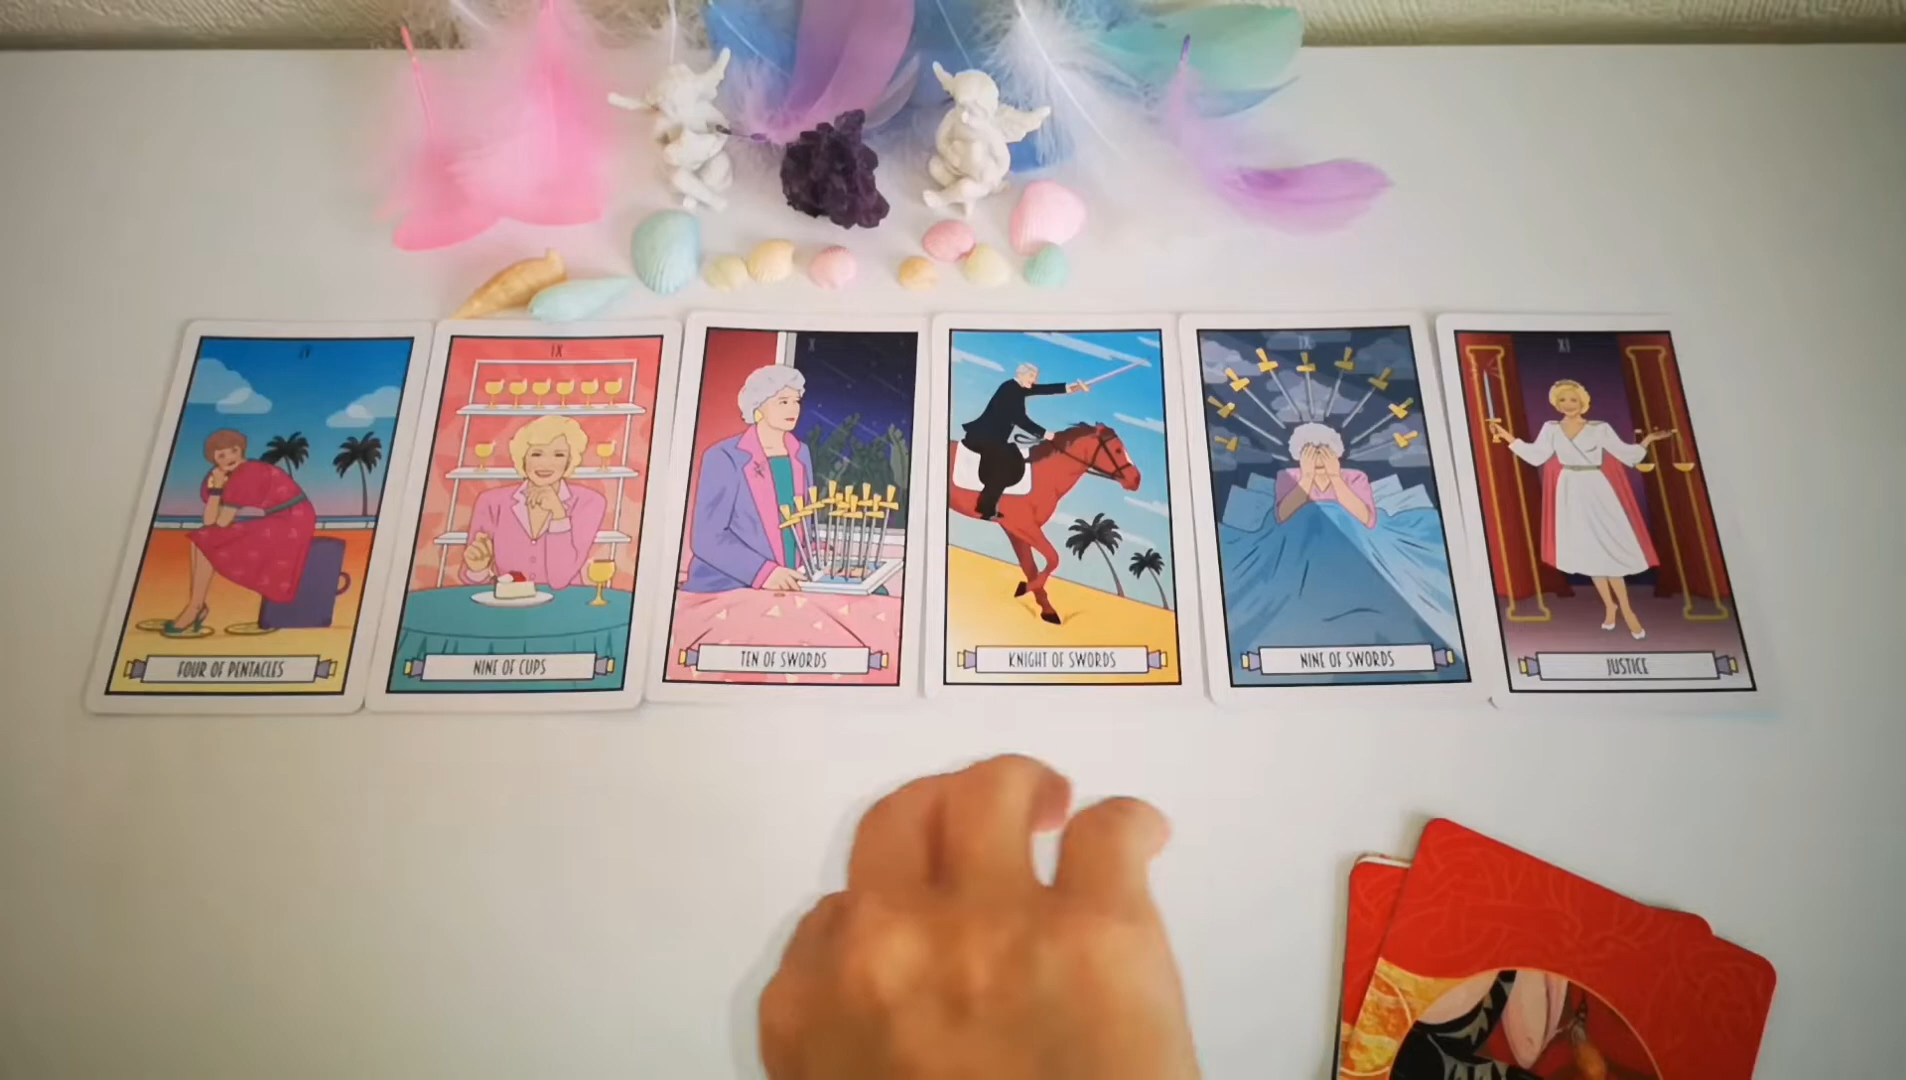 IV
FOUR OF PENTACLES
IX
NINE OF CUPS
X
TEN OF SWORDS
KNIGHT OF SWORDS
IX
NINE OF SWORDS
XI
JUSTICE